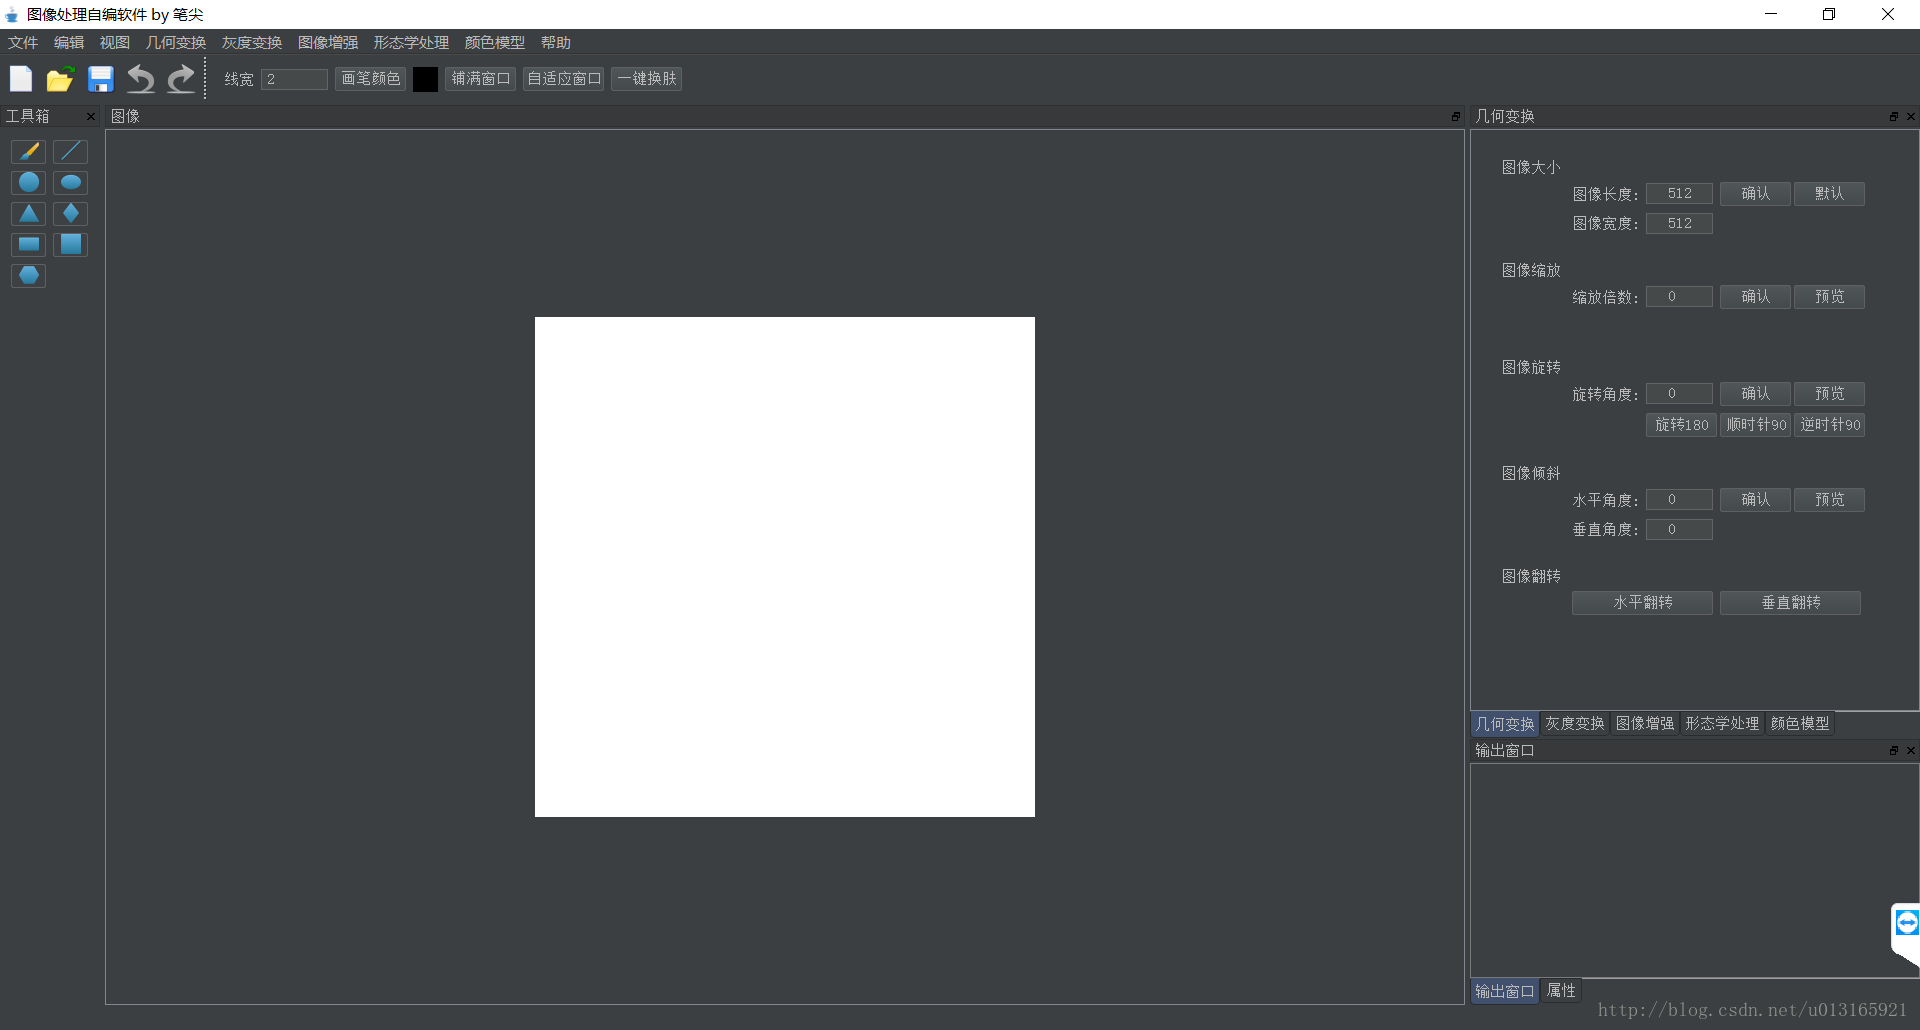 图像处理自编软件 by 笔尖
文件 编辑 视图 几何变换 灰度变换 图像增强 形态学处理 颜色模型 帮助
线宽 2 画笔颜色 铺满窗口 自适应窗口 一键换肤
工具箱
图像
几何变换
图像大小
图像长度: 512 确认 默认
图像宽度: 512
图像缩放
缩放倍数: 0 确认 预览
图像旋转
旋转角度: 0 确认 预览
旋转180 顺时针90 逆时针90
图像倾斜
水平角度: 0 确认 预览
垂直角度: 0
图像翻转
水平翻转 垂直翻转
几何变换 灰度变换 图像增强 形态学处理 颜色模型
输出窗口
输出窗口 属性
http://blog.csdn.net/u013165921